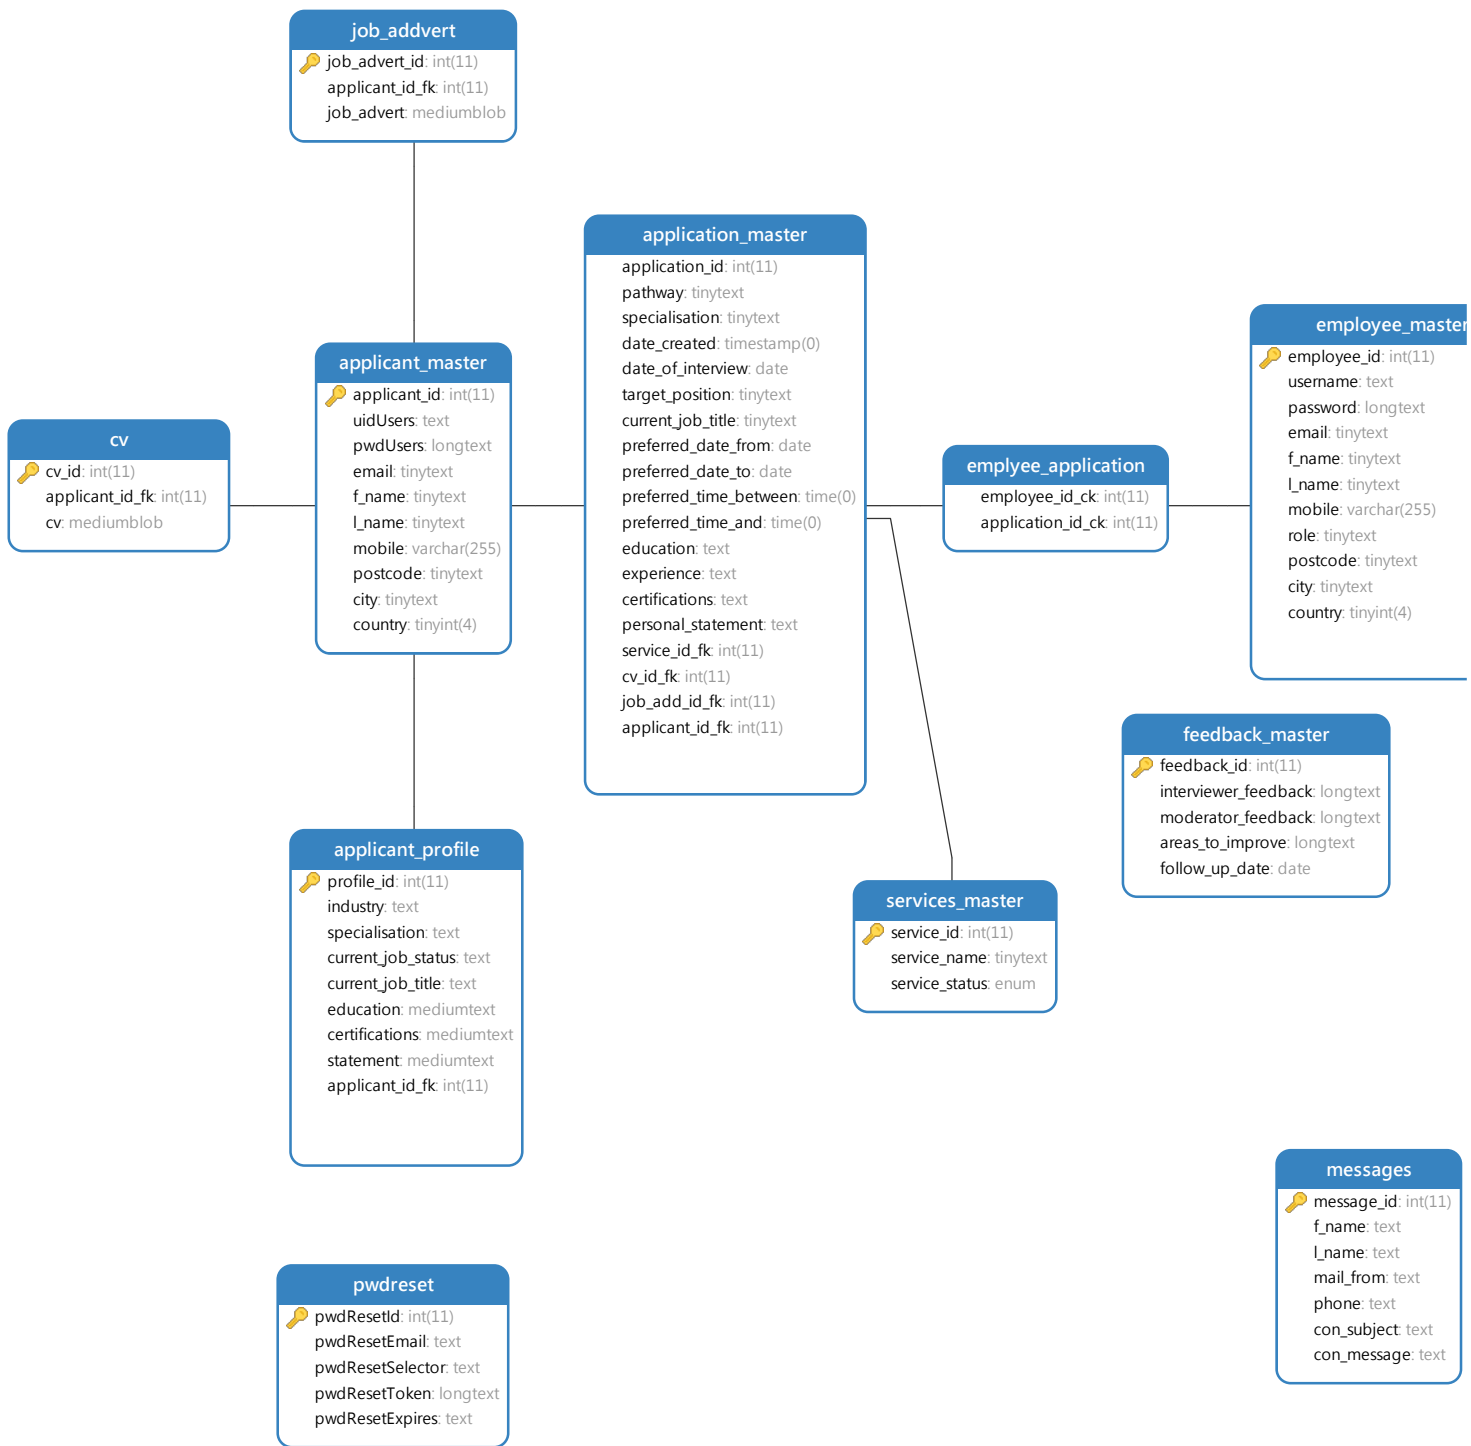 job_addvert
job_advert_id: int(11)
applicant_id_fk: int(11)
job_advert: mediumblob
application_master
application_id: int(11)
pathway: tinytext
specialisation: tinytext
date_created: timestamp(0)
date_of_interview: date
target_position: tinytext
current_job_title: tinytext
preferred_date_from: date
preferred_date_to: date
preferred_time_between: time(0)
preferred_time_and: time(0)
education: text
experience: text
certifications: text
personal_statement: text
service_id_fk: int(11)
cv_id_fk: int(11)
job_add_id_fk: int(11)
applicant_id_fk: int(11)
employee_master
employee_id: int(11)
username: text
password: longtext
email: tinytext
f_name: tinytext
l_name: tinytext
mobile: varchar(255)
role: tinytext
postcode: tinytext
city: tinytext
country: tinyint(4)
applicant_master
applicant_id: int(11)
uidUsers: text
pwdUsers: longtext
email: tinytext
f_name: tinytext
l_name: tinytext
mobile: varchar(255)
postcode: tinytext
city: tinytext
country: tinyint(4)
cv
cv_id: int(11)
applicant_id_fk: int(11)
cv: mediumblob
emplyee_application
employee_id_ck: int(11)
application_id_ck: int(11)
feedback_master
feedback_id: int(11)
interviewer_feedback: longtext
moderator_feedback: longtext
areas_to_improve: longtext
follow_up_date: date
applicant_profile
profile_id: int(11)
industry: text
specialisation: text
current_job_status: text
current_job_title: text
education: mediumtext
certifications: mediumtext
statement: mediumtext
applicant_id_fk: int(11)
services_master
service_id: int(11)
service_name: tinytext
service_status: enum
messages
message_id: int(11)
f_name: text
l_name: text
mail_from: text
phone: text
con_subject: text
con_message: text
pwdreset
pwdResetId: int(11)
pwdResetEmail: text
pwdResetSelector: text
pwdResetToken: longtext
pwdResetExpires: text